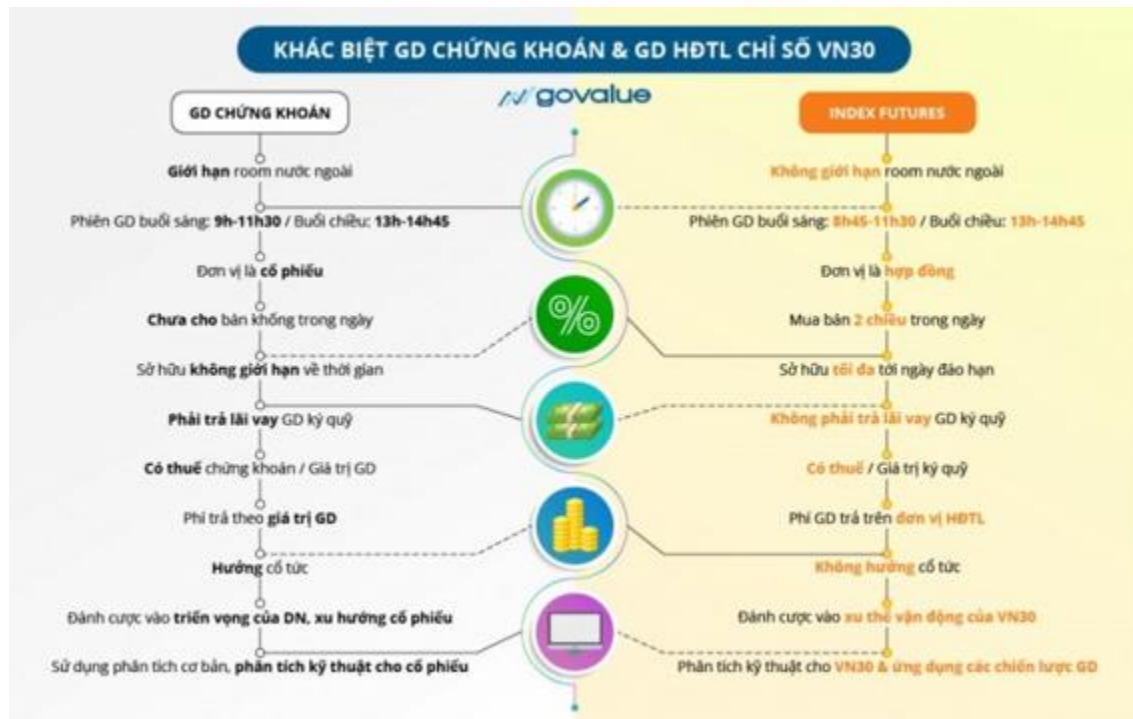 KHÁC BIỆT GD CHỨNG KHOÁN & GD HĐTL CHỈ SỐ VN30
govalue
GD CHỨNG KHOÁN
Giới hạn room nước ngoài
Phiên GD buổi sáng: 9h-11h30 / Buổi chiều: 13h-14h45
Đơn vị là cổ phiếu
Chưa cho bán khống trong ngày
Sở hữu không giới hạn về thời gian
Phải trả lãi vay GD ký quỹ
Có thuế chứng khoán / Giá trị GD
Phí trả theo giá trị GD
Hưởng cổ tức
Đánh cược vào triển vọng của DN, xu hướng cổ phiếu
Sử dụng phân tích cơ bản, phân tích kỹ thuật cho cổ phiếu
%
INDEX FUTURES
Không giới hạn room nước ngoài
Phiên GD buổi sáng: 8h45-11h30 / Buổi chiều: 13h-14h45
Đơn vị là hợp đồng
Mua bán 2 chiều trong ngày
Sở hữu tối đa tới ngày đáo hạn
Không phải trả lãi vay GD ký quỹ
Có thuế / Giá trị ký quỹ
Phí GD trả trên đơn vị HĐTL
Không hưởng cổ tức
Đánh cược vào xu thế vận động của VN30
Phân tích kỹ thuật cho VN30 & ứng dụng các chiến lược GD